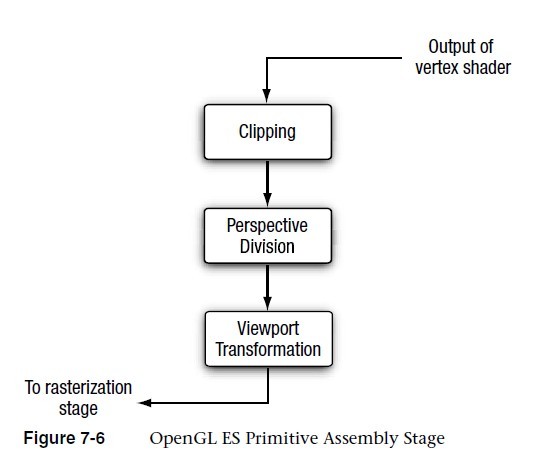 Output of
vertex shader
Clipping
Perspective
Division
Viewport
Transformation
To rasterization
stage
Figure 7-6 OpenGL ES Primitive Assembly Stage